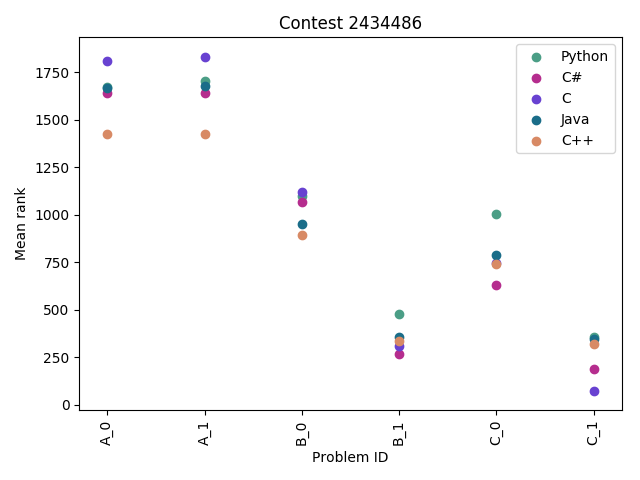 Contest 2434486
Python
C#
C
Java
C++
Mean rank
1750
1500
1250
1000
750
500
250
0
A_0
A_1
B_0
B_1
C_0
C_1
Problem ID